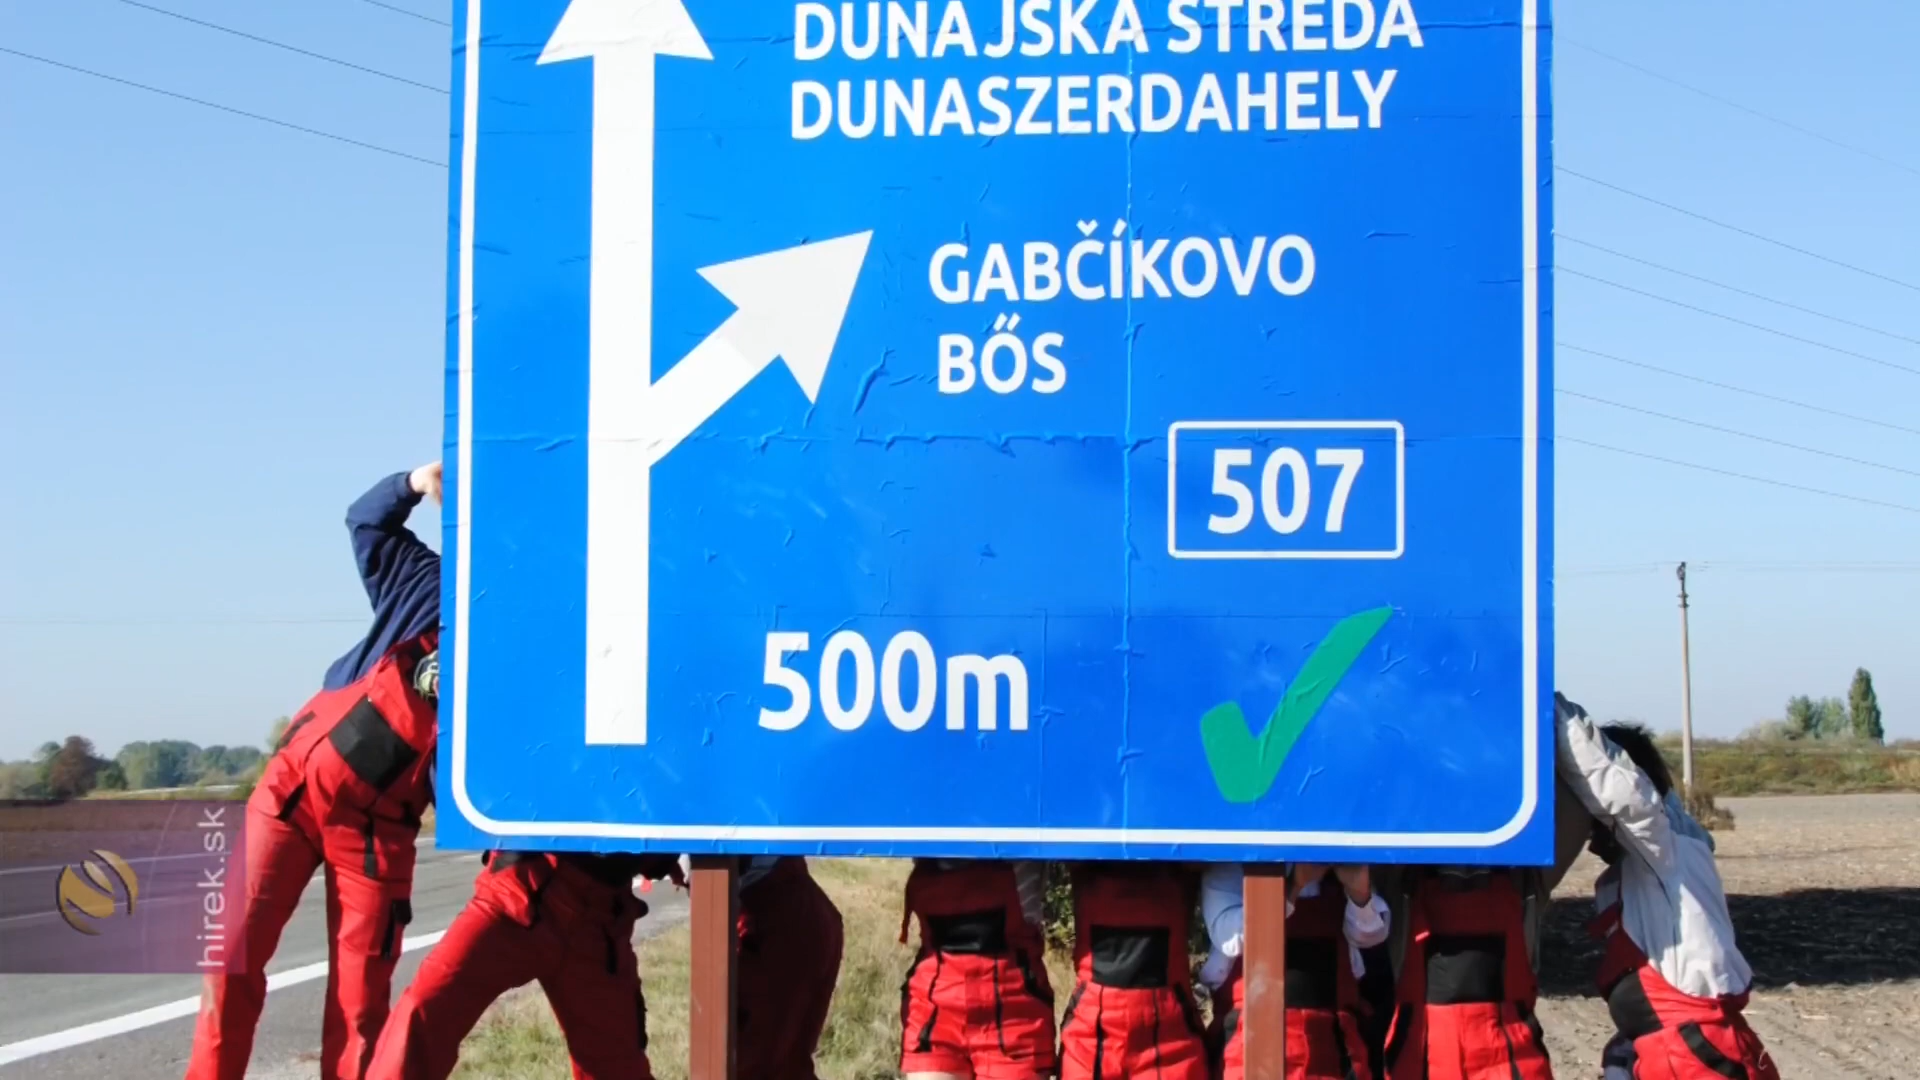 DUNAJSKÁ STREDA
DUNASZERDAHELY
GABČÍKOVO
BŐS
507
500m
hirek.sk